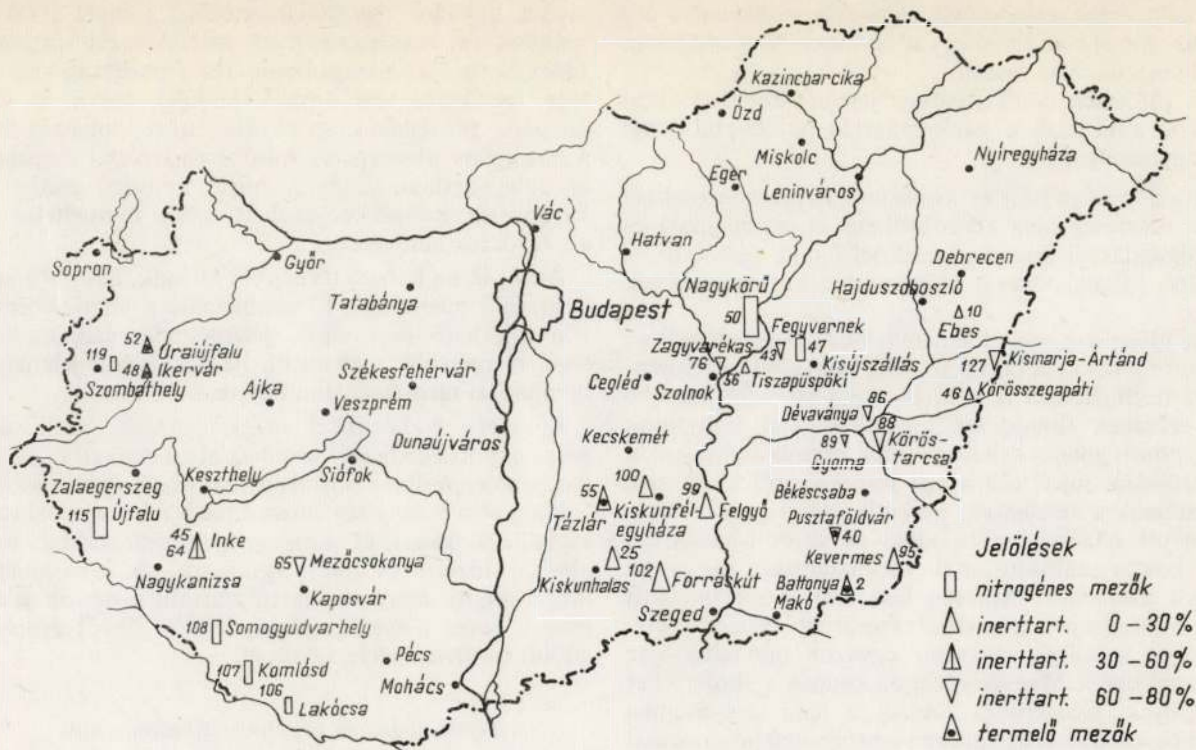 Kazincbarcika
Ózd
Miskolc
Nyíregyháza
Eger
Leninváros
Vác
Hatvan
Sopron
Győr
Debrecen
Tatabánya
Budapest
Nagykörű
Hajduszoboszló
50
10
Ebes
Fegyvernek
52
Úraiújfalu
Zagyvarékas
43
47
119
48
Ikervár
76
36
Kisújszállás
127
Kismarja-Ártánd
Szombathely
Székesfehérvár
Cegléd
Tiszapüspöki
Szolnok
Ajka
46
Körösszegapáti
Veszprém
86
Dévaványa
88
Dunaújváros
89
Körös-
tarcsa
Kecskemét
Gyoma
Keszthely
Siófok
Zalaegerszeg
100
99
Békéscsaba
55
115
Újfalu
Tázlár
Kiskunfél-
egyháza
Felgyő
Pusztaföldvár
45
64
Inke
40
25
Kevermes
95
65
Mezőcsokonya
Kiskunhalas
102
Forráskút
Nagykanizsa
Kaposvár
Battonya
2
Makó
Szeged
108
Somogyudvarhely
Pécs
107
Komlósd
Mohács
106
Lakócsa
Jelölések
nitrogénes mezők
inerttart. 0-30%
inerttart. 30-60%
inerttart. 60-80%
termelő mezők